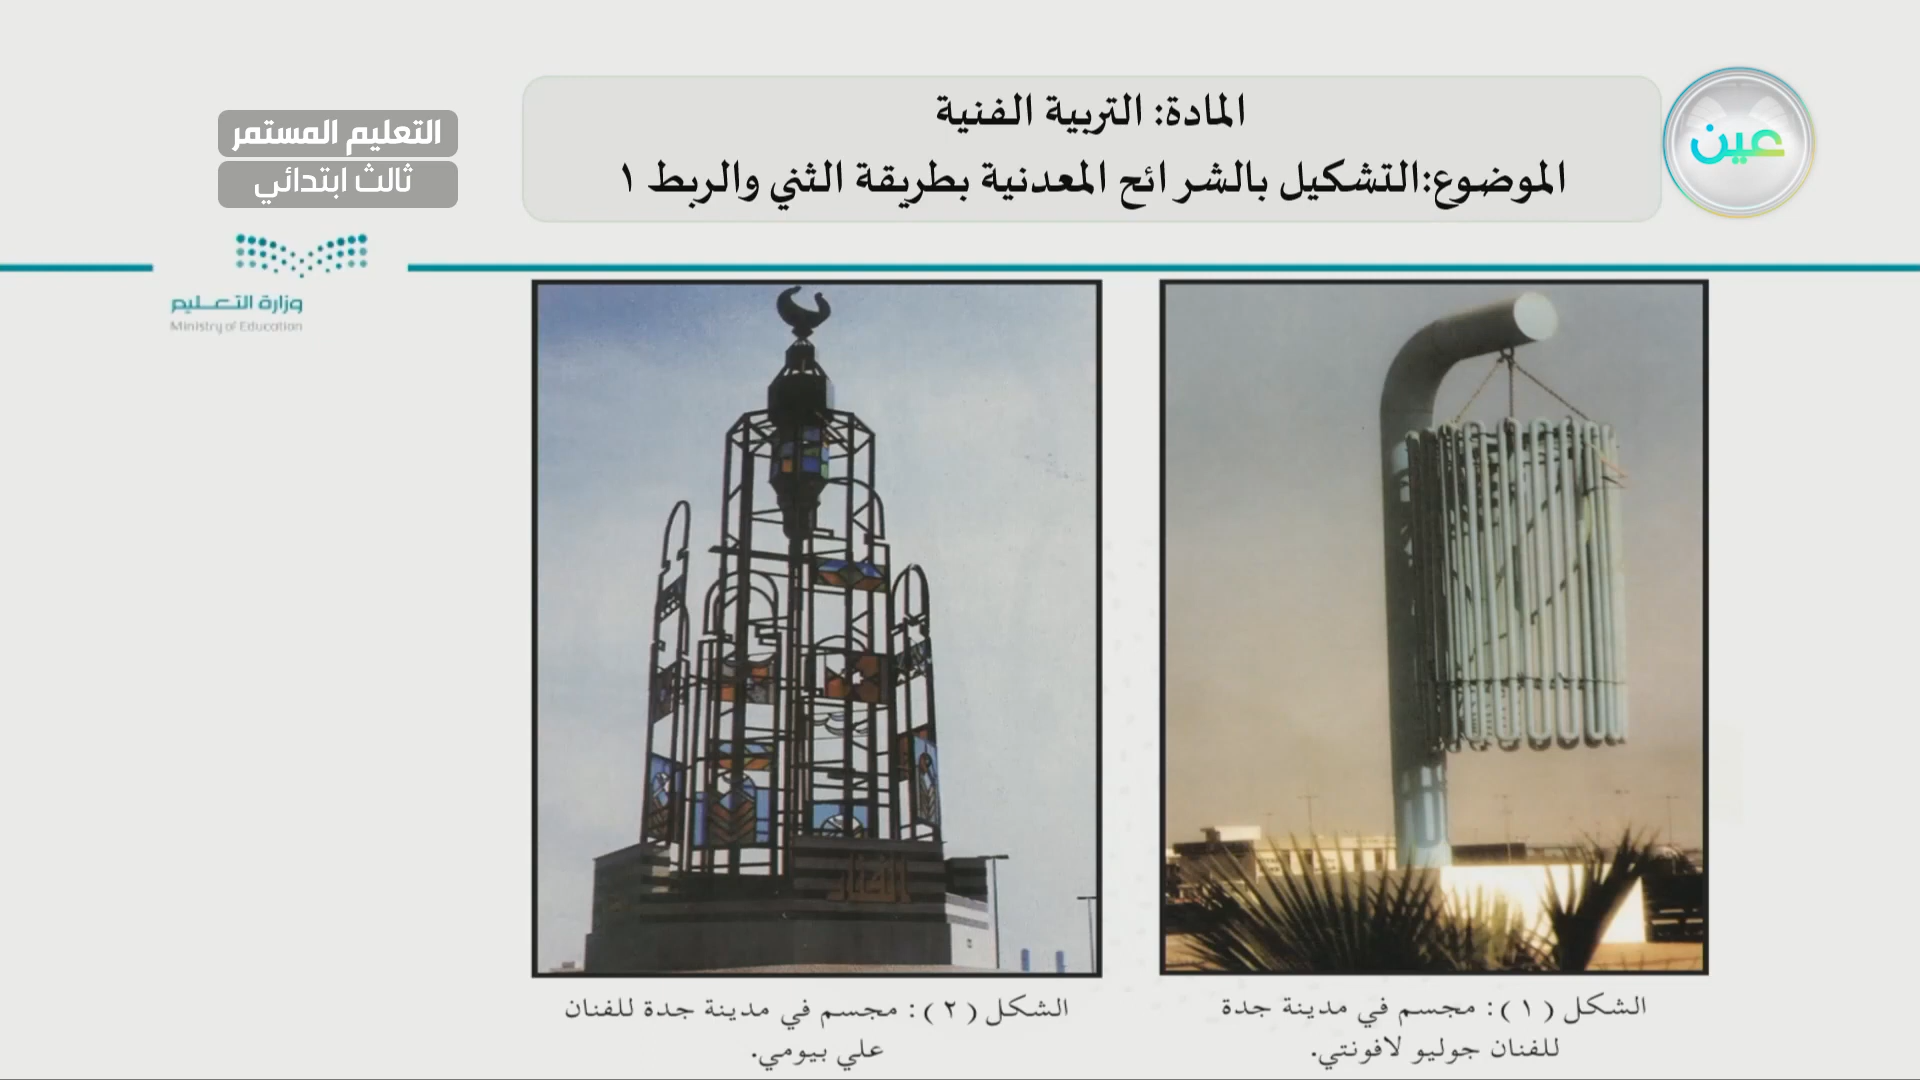 المادة: التربية الفنية
الموضوع:التشكيل بالشرائح المعدنية بطريقة الثني والربط ١
عين
التعليم المستمر
ثالث ابتدائي
وزارة التعليم
Ministry of Education
الشكل (١): مجسم في مدينة جدة
للفنان جوليو لافونتي.
الشكل (٢): مجسم في مدينة جدة للفنان
علي بيومي.